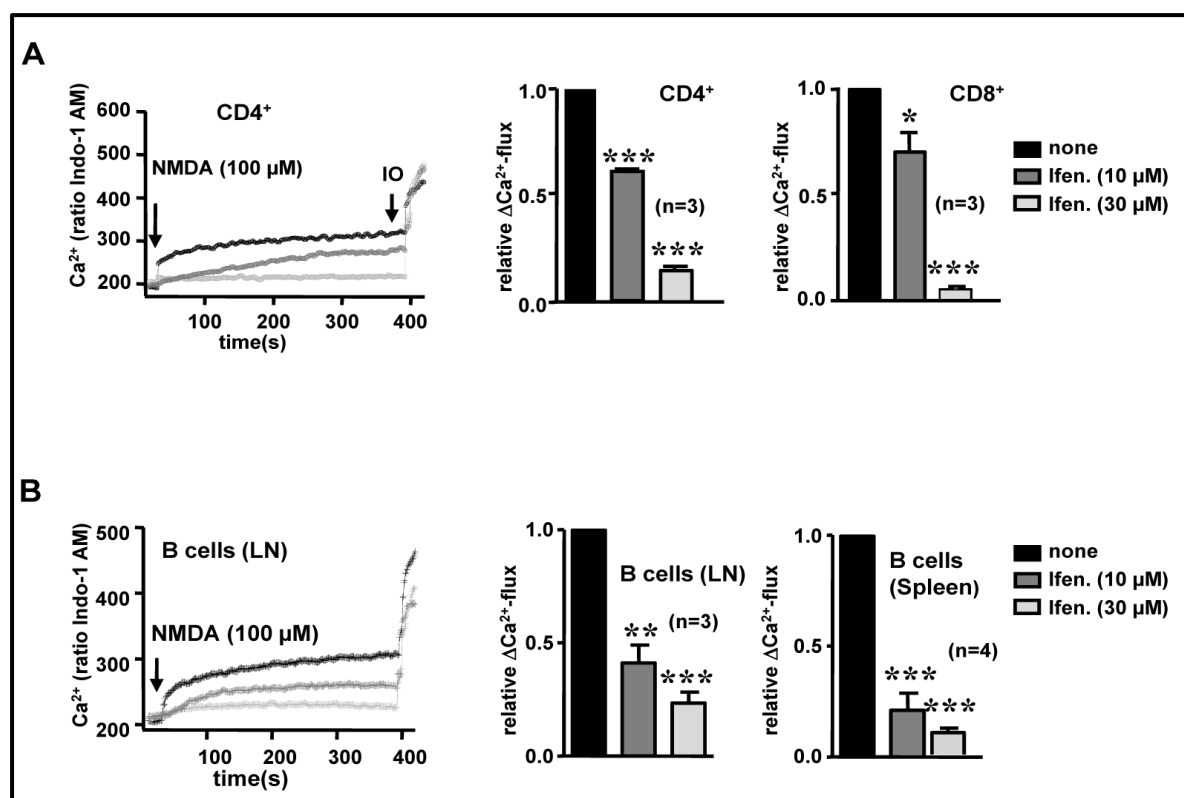 A
Ca²⁺ (ratio Indo-1 AM)
600
500
400
300
200
CD4⁺
NMDA (100 µM)
IO
100 200 300 400
time(s)
relative ΔCa²⁺-flux
1.0
0.5
0.0
CD4⁺
***
(n=3)
***
relative ΔCa²⁺-flux
1.0
0.5
0.0
CD8⁺
*
(n=3)
***
none
Ifen. (10 µM)
Ifen. (30 µM)
B
Ca²⁺ (ratio Indo-1 AM)
500
400
300
200
B cells (LN)
NMDA (100 µM)
100 200 300 400
time(s)
relative ΔCa²⁺-flux
1.0
0.5
0.0
B cells (LN)
(n=3)
**
***
relative ΔCa²⁺-flux
1.0
0.5
0.0
B cells
(Spleen)
(n=4)
***
***
none
Ifen. (10 µM)
Ifen. (30 µM)